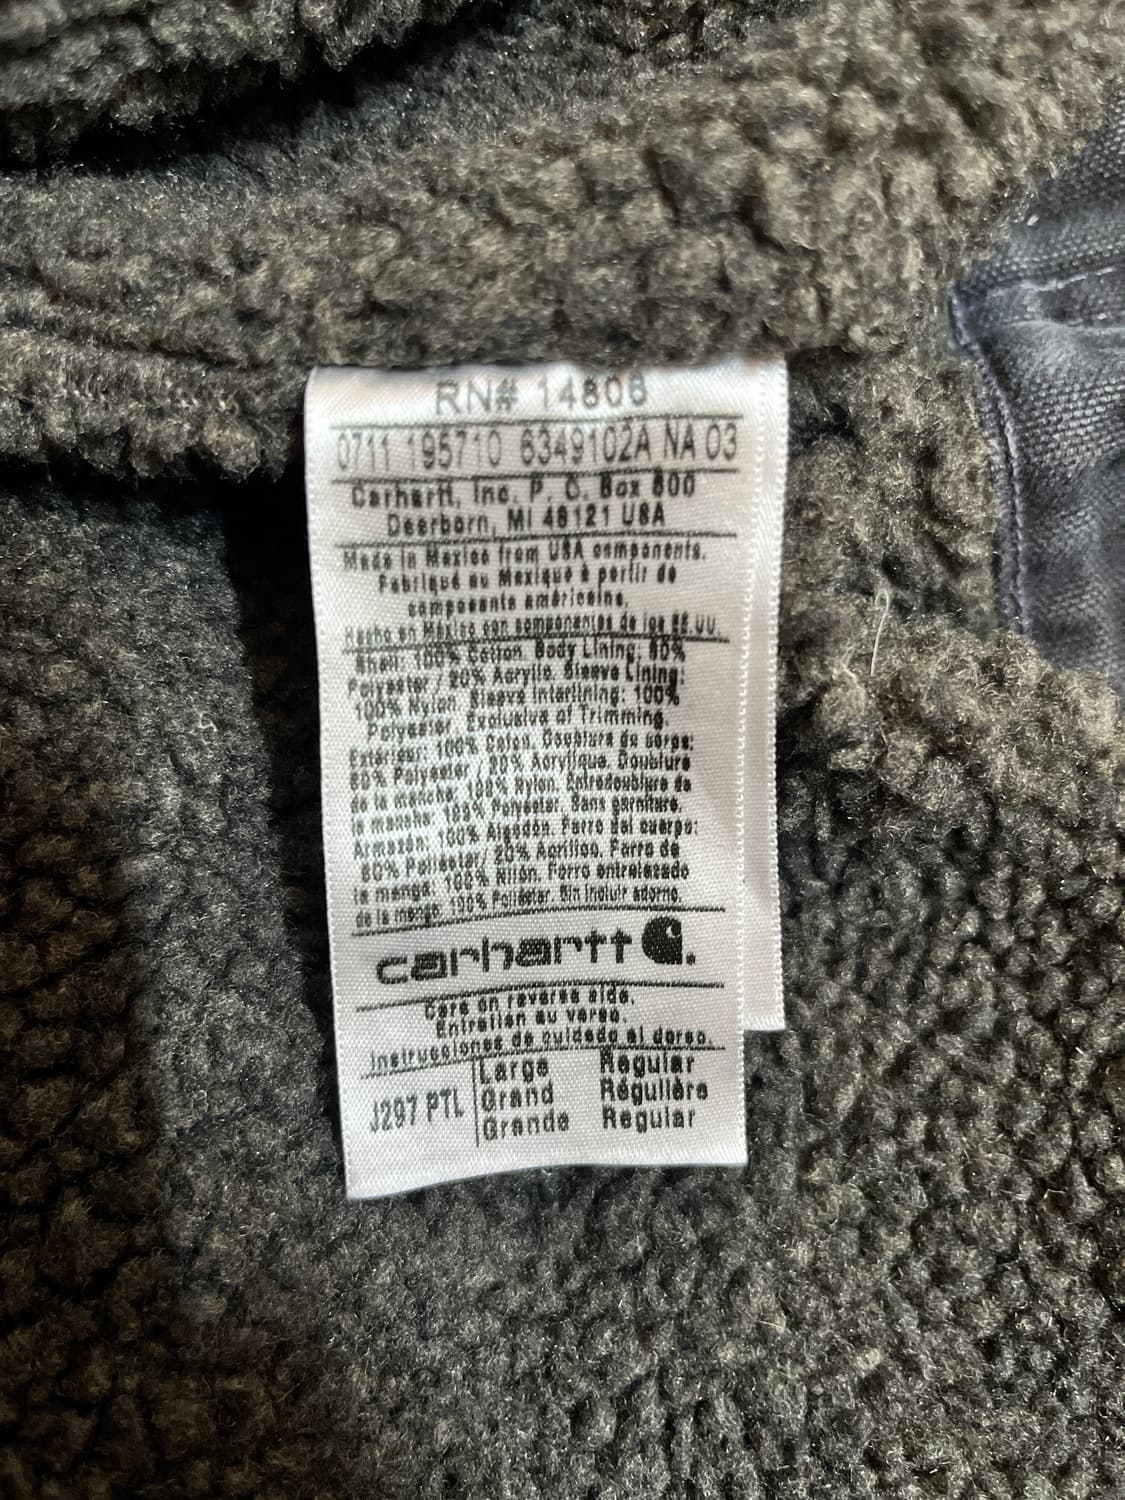 RN# 14806
0711 195710 6349102A NA 03
Carhartt, Inc. P. O. Box 600
Dearborn, MI 48121 USA
Made in Mexico from USA components.
Fabriqué au Mexique à partir de
composants américains.
Hecho en México con componentes de los EE.UU.
Shell: 100% Cotton. Body Lining: 80%
Polyester / 20% Acrylic. Sleeve Lining:
100% Nylon. Sleeve Interlining: 100%
Polyester. Exclusive of Trimming.
Extérieur: 100% Coton. Doublure du corps:
80% Polyester / 20% Acrylique. Doublure
de la manche: 100% Nylon. Entredoublure de
la manche: 100% Polyester. Sans garniture.
Armazón: 100% Algodón. Forro del cuerpo:
80% Poliéster/ 20% Acrílico. Forro de
la manga: 100% Nilón. Forro entrelazado
de la manga: 100% Poliéster. Sin incluir adorno.
carhartt
Care on reverse side.
Entretien au verso.
Instrucciones de cuidado al dorso.
J297 PTL
Large Regular
Grand Régulière
Grande Regular